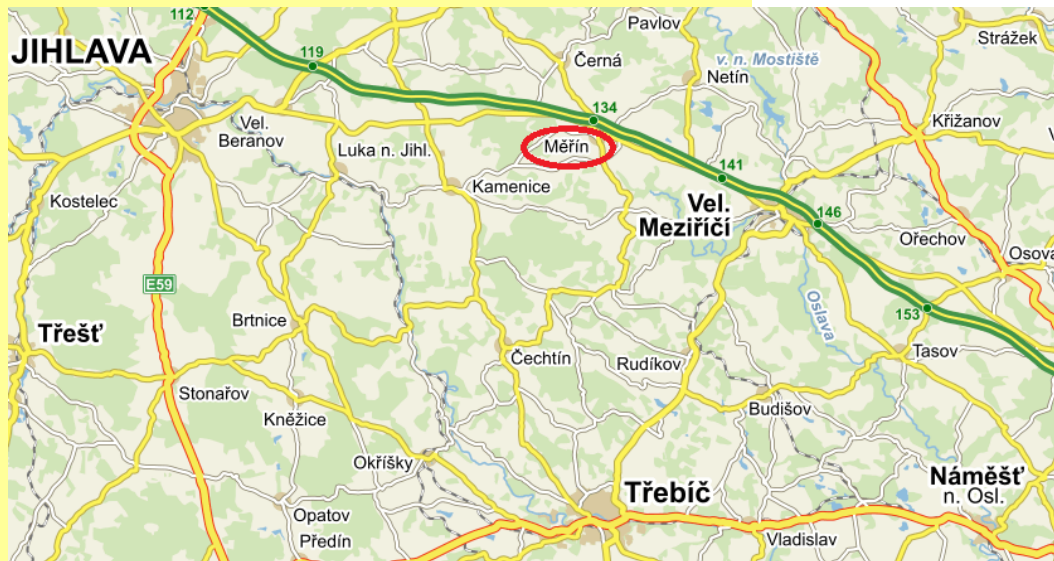 112
Pavlov
Strážek
JIHLAVA
119
Černá
v. n. Mostiště
Netín
134
Křižanov
Vel.
Beranov
Měřín
Luka n. Jihl.
141
Kamenice
Kostelec
Vel.
Meziříčí
146
Ořechov
Osova
E59
Oslava
153
Brtnice
Třešť
Čechtín
Rudíkov
Tasov
Stonařov
Kněžice
Budišov
Okříšky
Náměšť
n. Osl.
Třebíč
Opatov
Předín
Vladislav